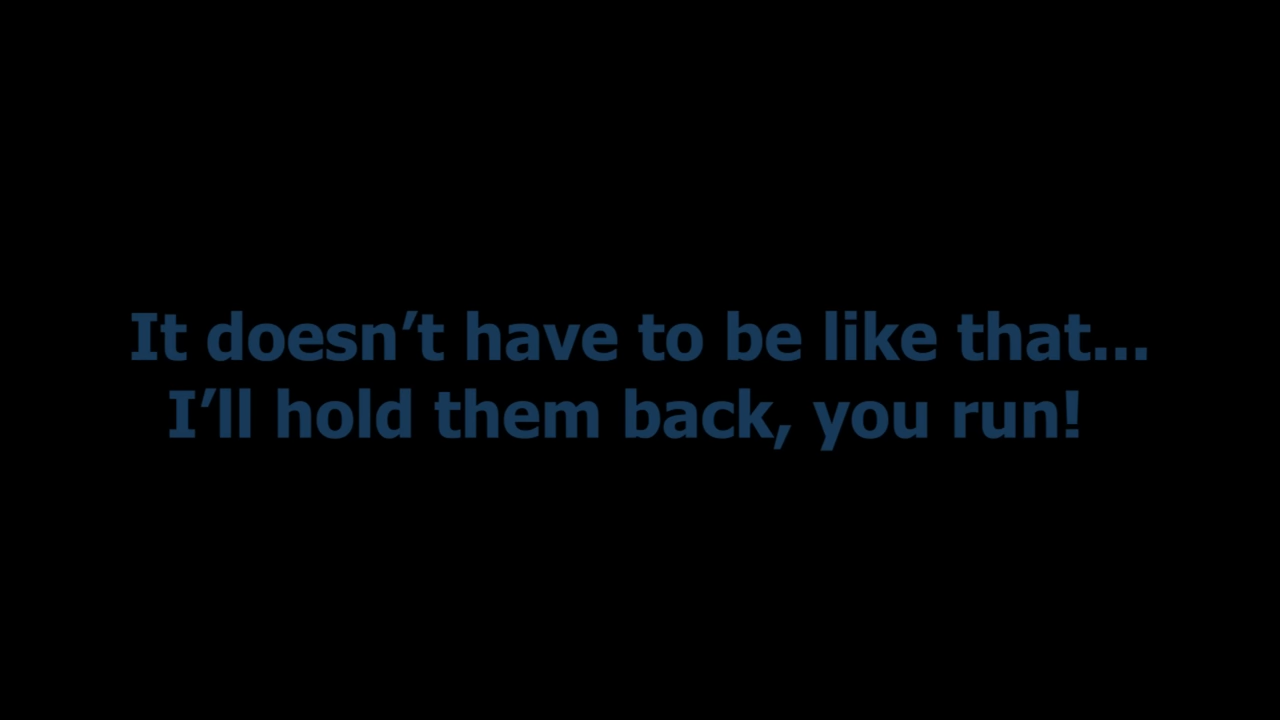 It doesn’t have to be like that...
I’ll hold them back, you run!